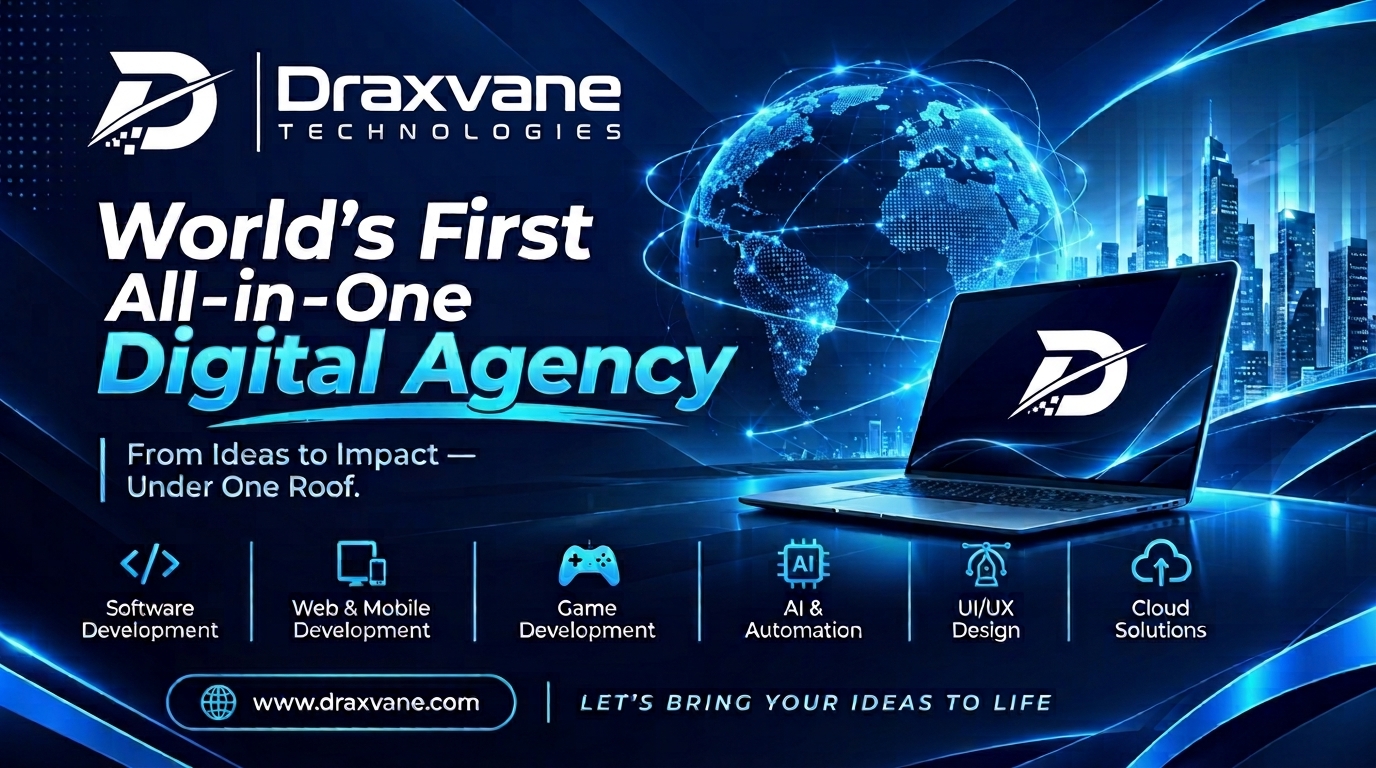 Draxvane
TECHNOLOGIES
World's First
All-in-One
Digital Agency
From Ideas to Impact —
Under One Roof.
Software
Development
Web & Mobile
Development
Game
Development
AI
AI &
Automation
UI/UX
Design
Cloud
Solutions
www.draxvane.com
LET'S BRING YOUR IDEAS TO LIFE